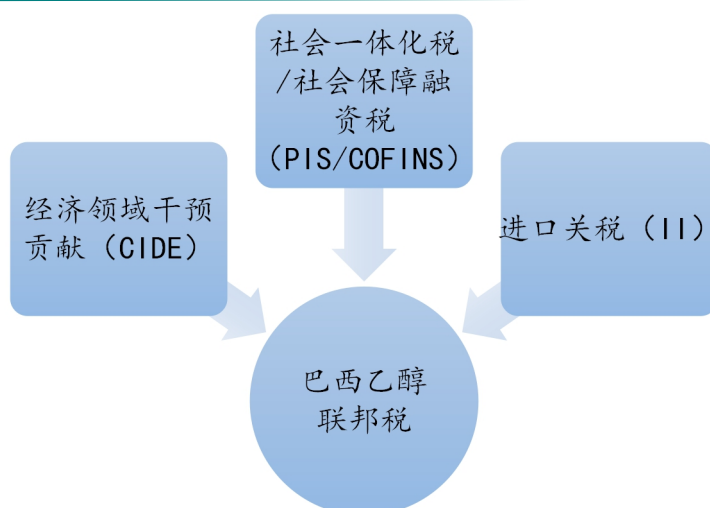 社会一体化税
/社会保障融
资税
（PIS/COFINS）
经济领域干预
贡献（CIDE）
进口关税（II）
巴西乙醇
联邦税